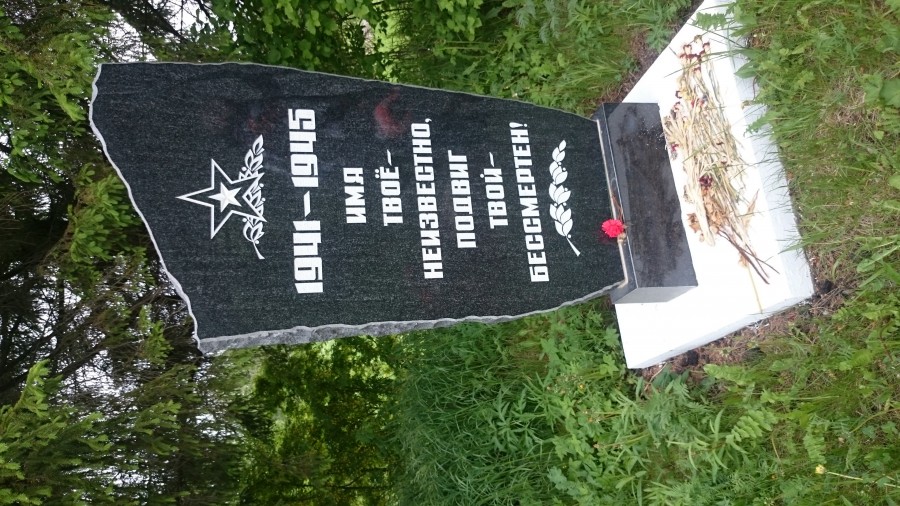 1941–1945
ИМЯ
ТВОЁ–
НЕИЗВЕСТНО,
ПОДВИГ
ТВОЙ–
БЕССМЕРТЕН!